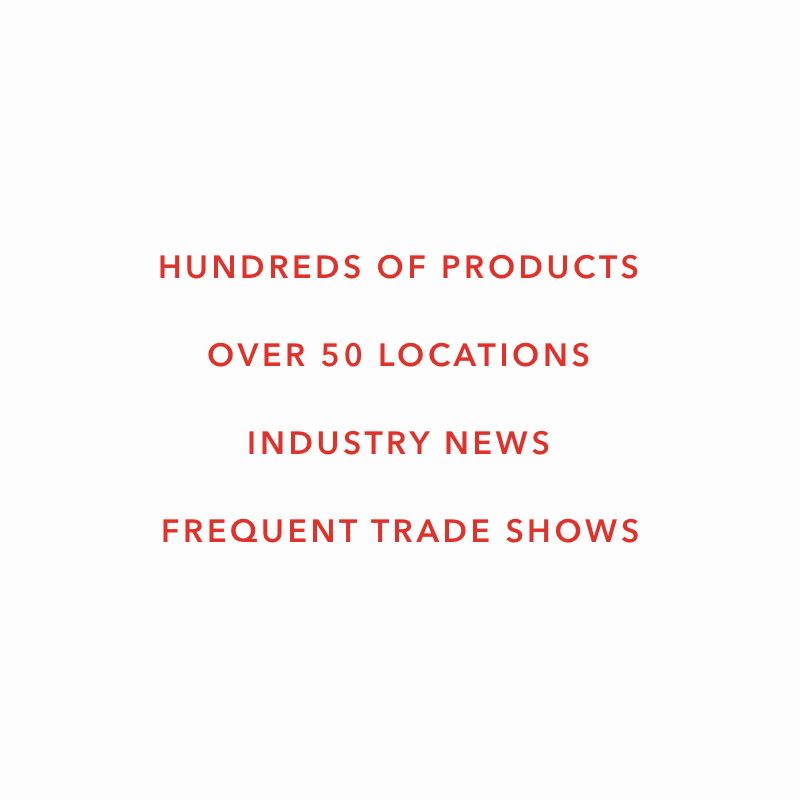 HUNDREDS OF PRODUCTS
OVER 50 LOCATIONS
INDUSTRY NEWS
FREQUENT TRADE SHOWS